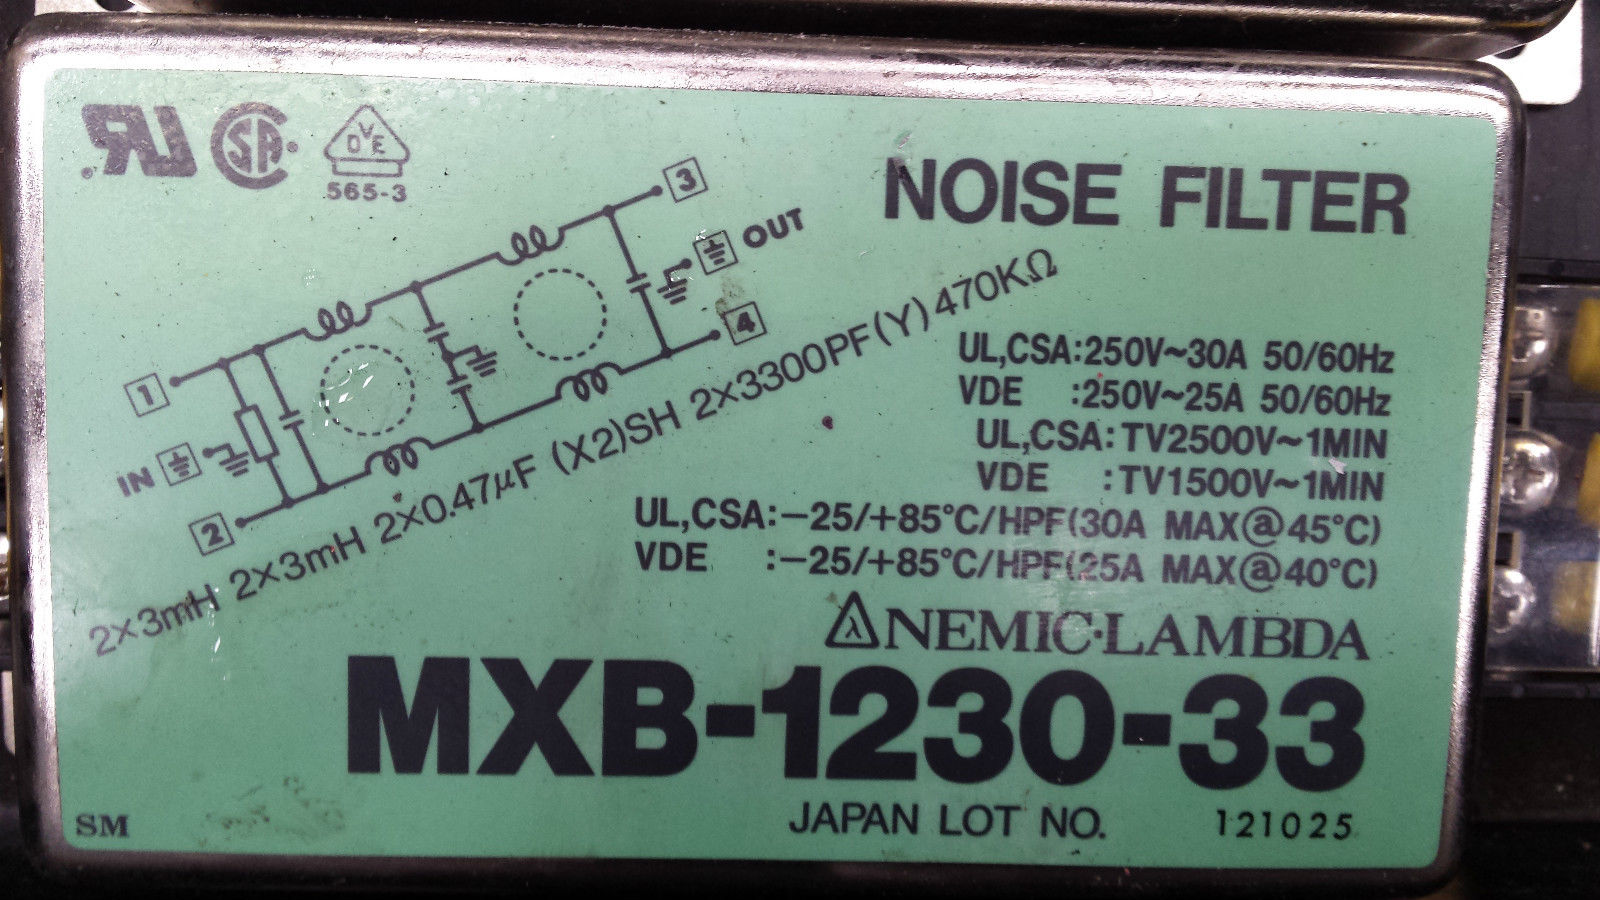 RU
SA
DVE
565-3
NOISE FILTER
1
2
3
4
IN
OUT
2×3mH 2×3mH 2×0.47µF (X2)SH 2×3300PF(Y)470KΩ
UL,CSA:250V~30A 50/60Hz
VDE :250V~25A 50/60Hz
UL,CSA:TV2500V~1MIN
VDE :TV1500V~1MIN
UL,CSA:-25/+85°C/HPF(30A MAX@45°C)
VDE :-25/+85°C/HPF(25A MAX@40°C)
λ NEMIC·LAMBDA
MXB-1230-33
JAPAN LOT NO. 121025
SM